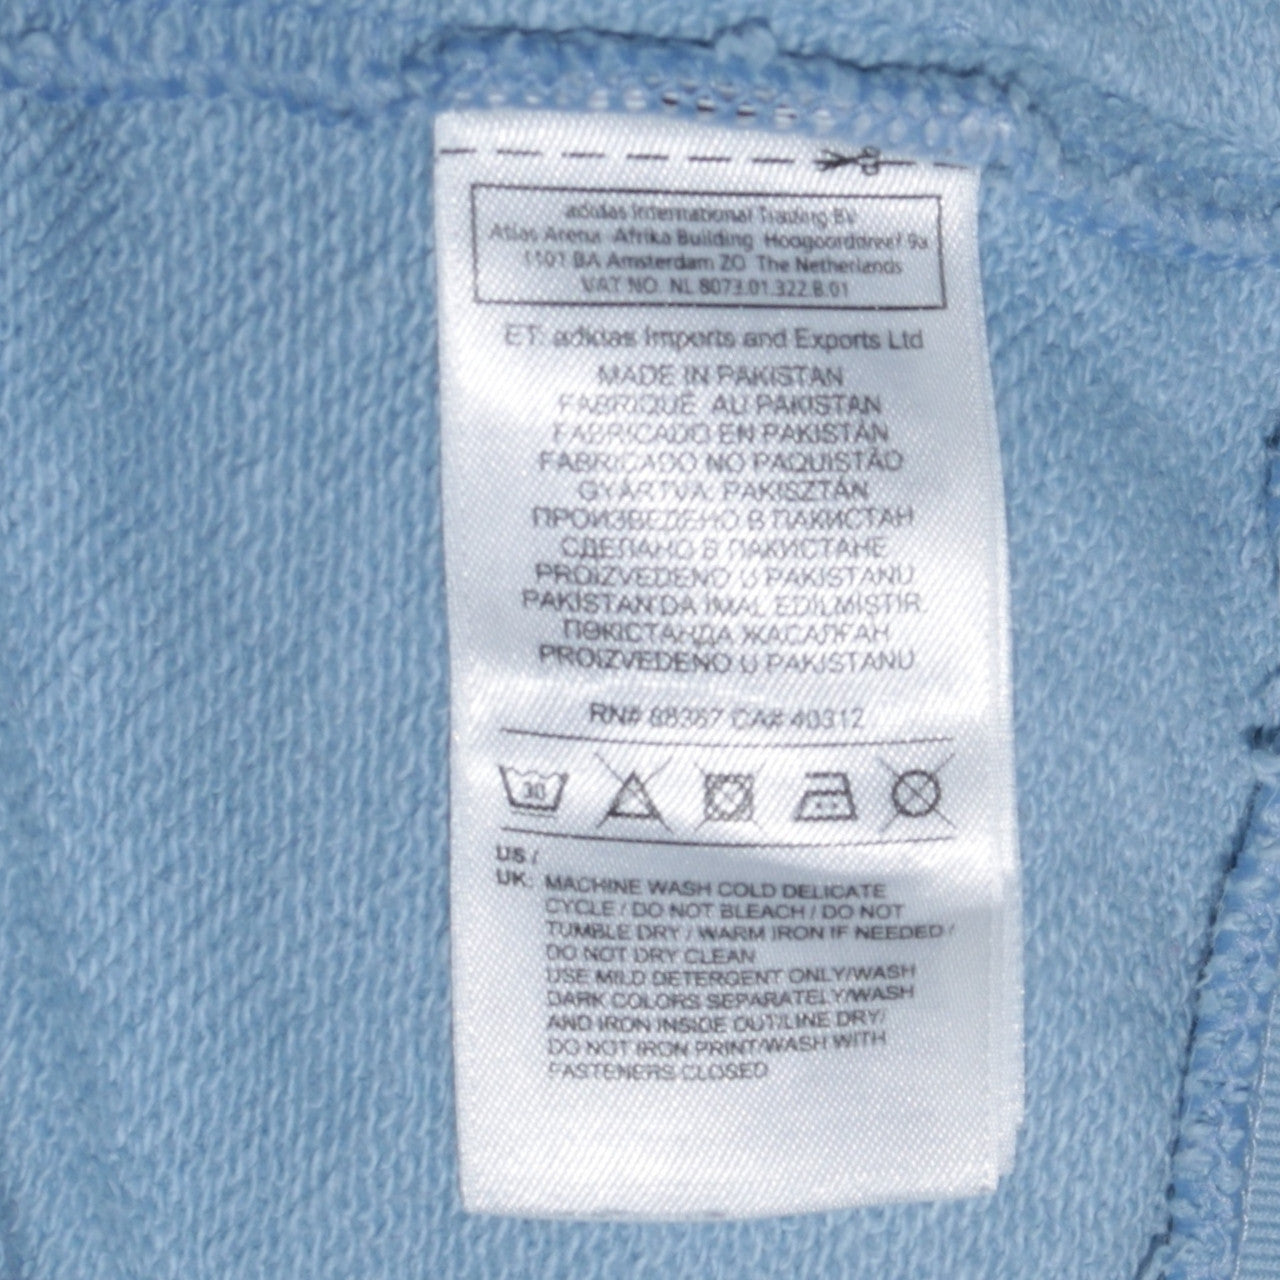 adidas International Trading BV
Atlas Arena Afrika Building Hoogoorddreef 9a
1101 BA Amsterdam ZO The Netherlands
VAT NO. NL 8073.01.322.B.01
ET: adidas Imports and Exports Ltd
MADE IN PAKISTAN
FABRIQUÉ AU PAKISTAN
FABRICADO EN PAKISTÁN
FABRICADO NO PAQUISTÃO
GYÁRTVA: PAKISZTÁN
ПРОИЗВЕДЕНО В ПАКИСТАН
СДЕЛАНО В ПАКИСТАНЕ
PROIZVEDENO U PAKISTANU
PAKISTAN'DA IMAL EDILMISTIR.
ПӘКІСТАНДА ЖАСАЛҒАН
PROIZVEDENO U PAKISTANU
RN# 88387 CA# 40312
30
US /
UK: MACHINE WASH COLD DELICATE
CYCLE / DO NOT BLEACH / DO NOT
TUMBLE DRY / WARM IRON IF NEEDED /
DO NOT DRY CLEAN
USE MILD DETERGENT ONLY/WASH
DARK COLORS SEPARATELY/WASH
AND IRON INSIDE OUT/LINE DRY/
DO NOT IRON PRINT/WASH WITH
FASTENERS CLOSED